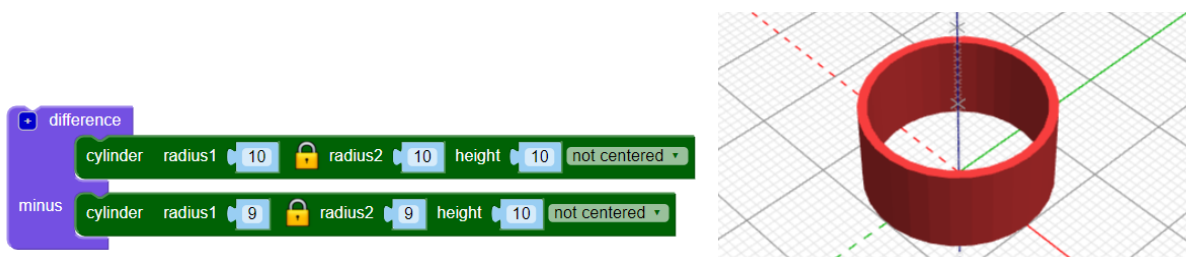 + difference
cylinder radius1 10 radius2 10 height 10 not centered
minus cylinder radius1 9 radius2 9 height 10 not centered